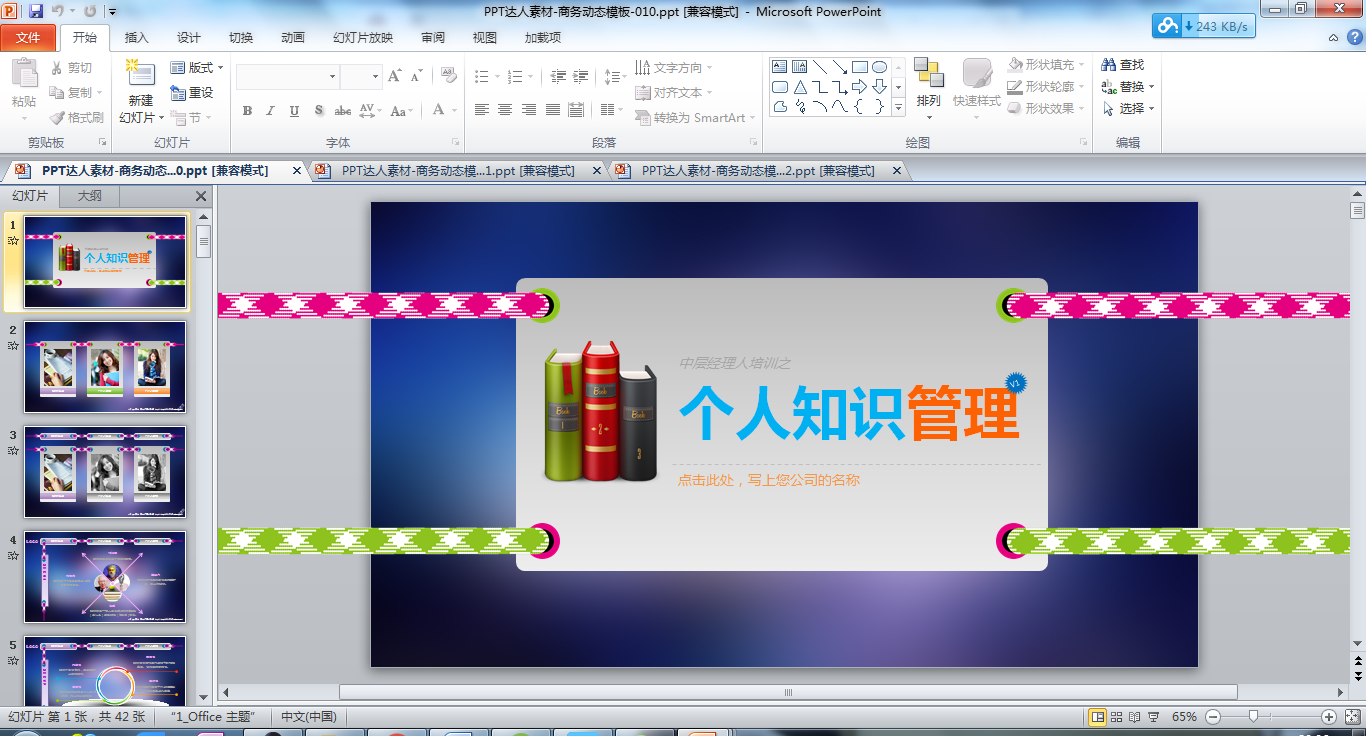 PPT达人素材-商务动态模板-010.ppt [兼容模式] - Microsoft PowerPoint
243 KB/s
文件 开始 插入 设计 切换 动画 幻灯片放映 审阅 视图 加载项
粘贴 剪切 复制 格式刷
新建 幻灯片 版式 重设 节
B I U S abc AV Aa A
文字方向 对齐文本 转换为 SmartArt
排列 快速样式 形状填充 形状轮廓 形状效果
查找 替换 选择
剪贴板 幻灯片 字体 段落 绘图 编辑
PPT达人素材-商务动态...0.ppt [兼容模式] PPT达人素材-商务动态模...1.ppt [兼容模式] PPT达人素材-商务动态模...2.ppt [兼容模式]
幻灯片 大纲
1
个人知识管理
2
3
4
5
LOGO
中层经理人培训之
个人知识管理
V1
点击此处，写上您公司的名称
Book
1
Book
2
Book
3
幻灯片 第 1 张，共 42 张 "1_Office 主题" 中文(中国) 65%